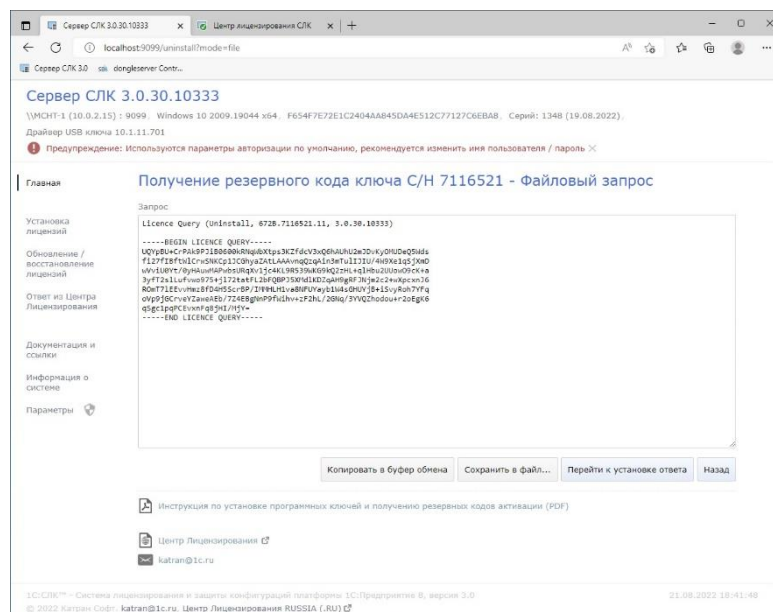 Сервер СЛК 3.0.30.10333
Центр лицензирования СЛК
localhost:9099/uninstall?mode=file
Сервер СЛК 3.0
dongleserver Contr...
Сервер СЛК 3.0.30.10333
\\МСНТ-1 (10.0.2.15) : 9099, Windows 10 2009.19044 x64, F654F7E72E1C2404AA845DA4E512C77127C6EBA8, Серий: 1348 (19.08.2022),
Драйвер USB ключа 10.1.11.701
Предупреждение: Используются параметры авторизации по умолчанию, рекомендуется изменить имя пользователя / пароль
Главная
Установка лицензий
Обновление / восстановление лицензий
Ответ из Центра Лицензирования
Документация и ссылки
Информация о системе
Параметры
Получение резервного кода ключа С/Н 7116521 - Файловый запрос
Запрос
Licence Query (Uninstall, 672B.7116521.11, 3.0.30.10333)
-----BEGIN LICENCE QUERY-----
-----END LICENCE QUERY-----
Копировать в буфер обмена
Сохранить в файл...
Перейти к установке ответа
Назад
Инструкция по установке программных ключей и получению резервных кодов активации (PDF)
Центр Лицензирования
katran@1c.ru
1С:СЛК™ - Система лицензирования и защиты конфигураций платформы 1С:Предприятие 8, версия 3.0
21.08.2022 18:41:48
© 2022 Катран Софт, katran@1c.ru, Центр Лицензирования RUSSIA (.RU)